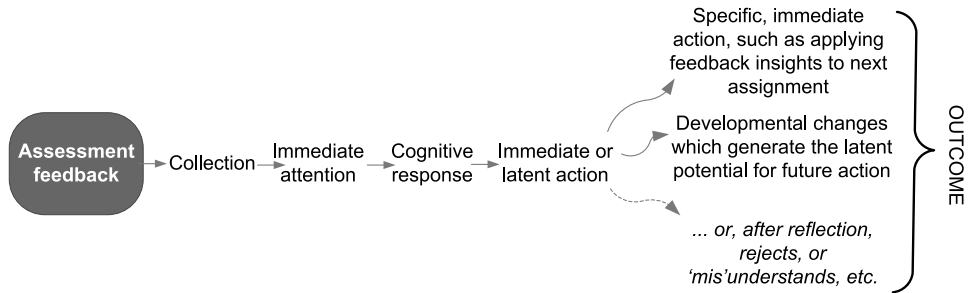 Assessment
feedback
Collection
Immediate
attention
Cognitive
response
Immediate or
latent action
Specific, immediate
action, such as applying
feedback insights to next
assignment
Developmental changes
which generate the latent
potential for future action
... or, after reflection,
rejects, or
‘mis’understands, etc.
OUTCOME